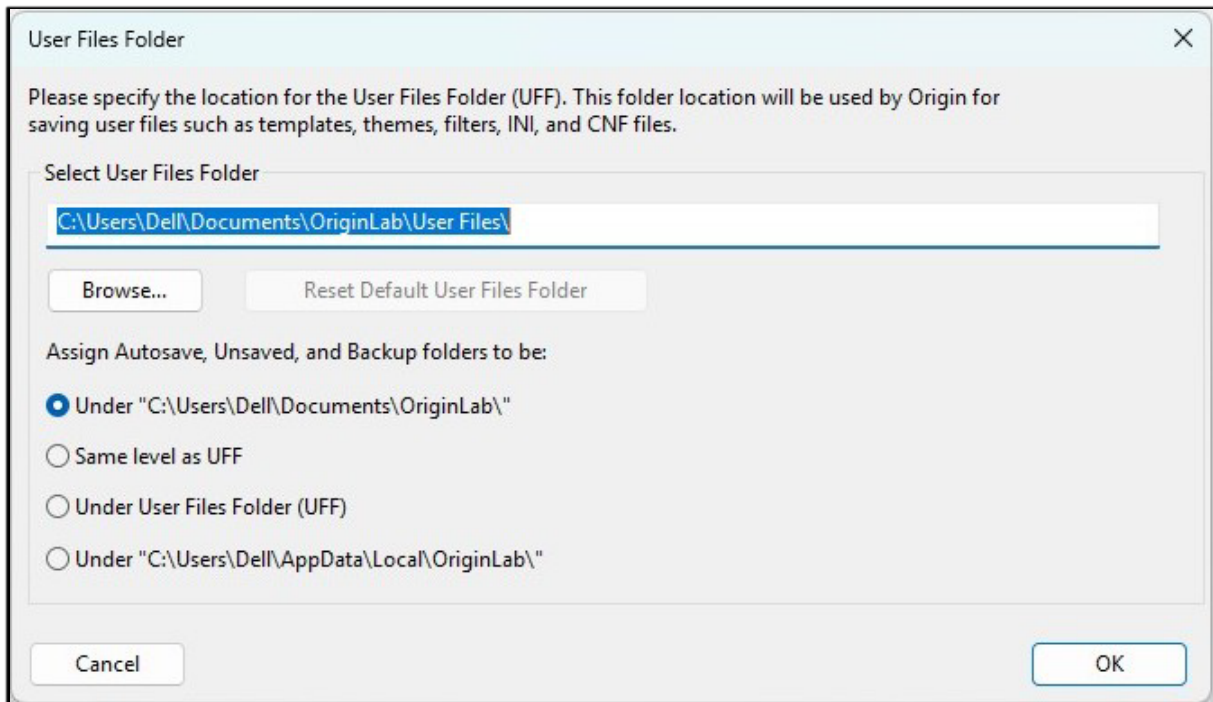 User Files Folder
Please specify the location for the User Files Folder (UFF). This folder location will be used by Origin for
saving user files such as templates, themes, filters, INI, and CNF files.
Select User Files Folder
C:\Users\Dell\Documents\OriginLab\User Files\
Browse...
Reset Default User Files Folder
Assign Autosave, Unsaved, and Backup folders to be:
Under "C:\Users\Dell\Documents\OriginLab\"
Same level as UFF
Under User Files Folder (UFF)
Under "C:\Users\Dell\AppData\Local\OriginLab\"
Cancel
OK